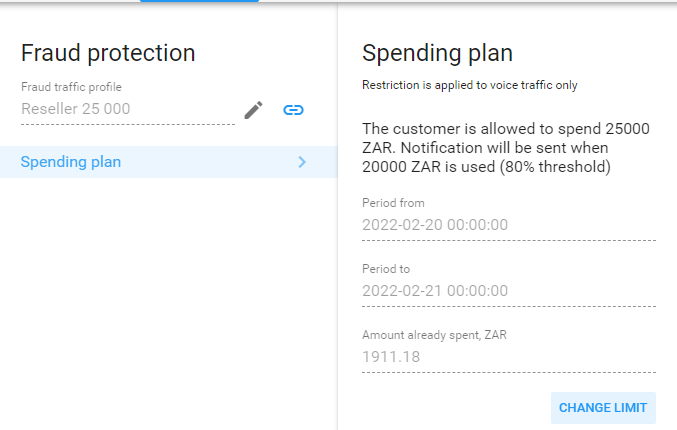 Fraud protection
Fraud traffic profile
Reseller 25 000
Spending plan
Spending plan
Restriction is applied to voice traffic only
The customer is allowed to spend 25000
ZAR. Notification will be sent when
20000 ZAR is used (80% threshold)
Period from
2022-02-20 00:00:00
Period to
2022-02-21 00:00:00
Amount already spent, ZAR
1911.18
CHANGE LIMIT